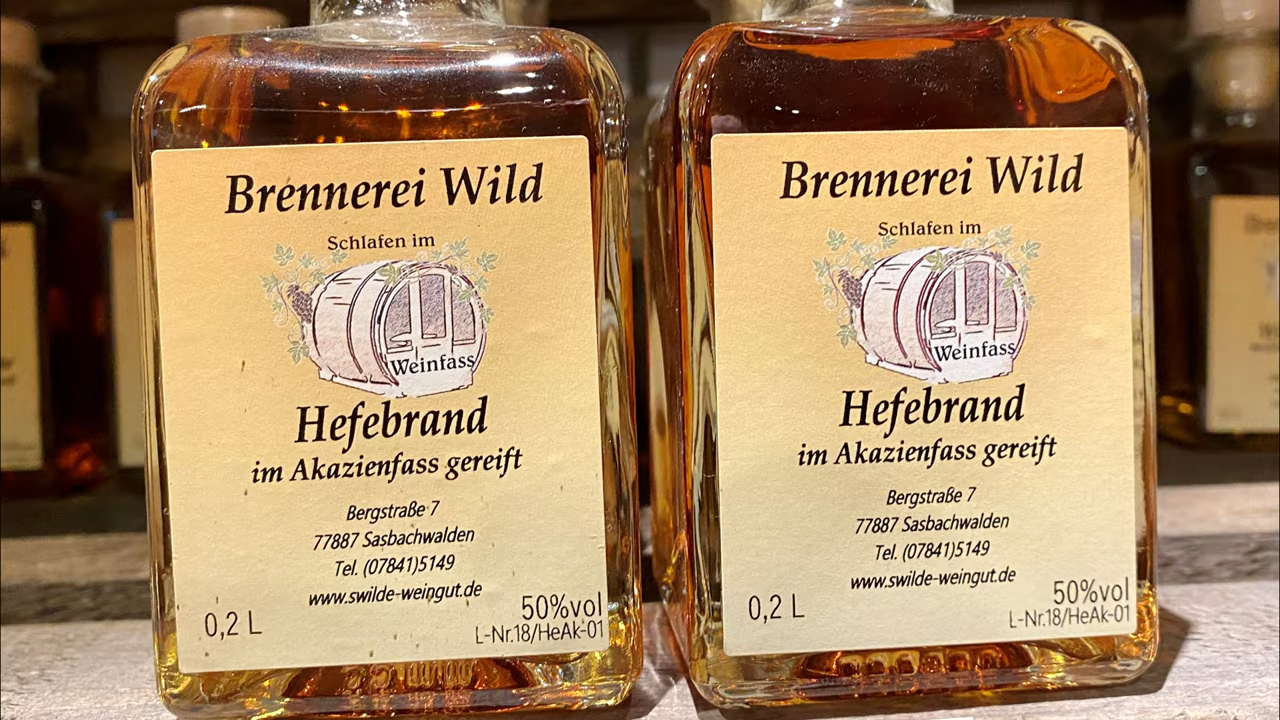 Brennerei Wild
Schlafen im
Weinfass
Hefebrand
im Akazienfass gereift
Bergstraße 7
77887 Sasbachwalden
Tel. (07841)5149
www.swilde-weingut.de
0,2 L
50%vol
L-Nr.18/HeAk-01
Brennerei Wild
Schlafen im
Weinfass
Hefebrand
im Akazienfass gereift
Bergstraße 7
77887 Sasbachwalden
Tel. (07841)5149
www.swilde-weingut.de
0,2 L
50%vol
L-Nr.18/HeAk-01